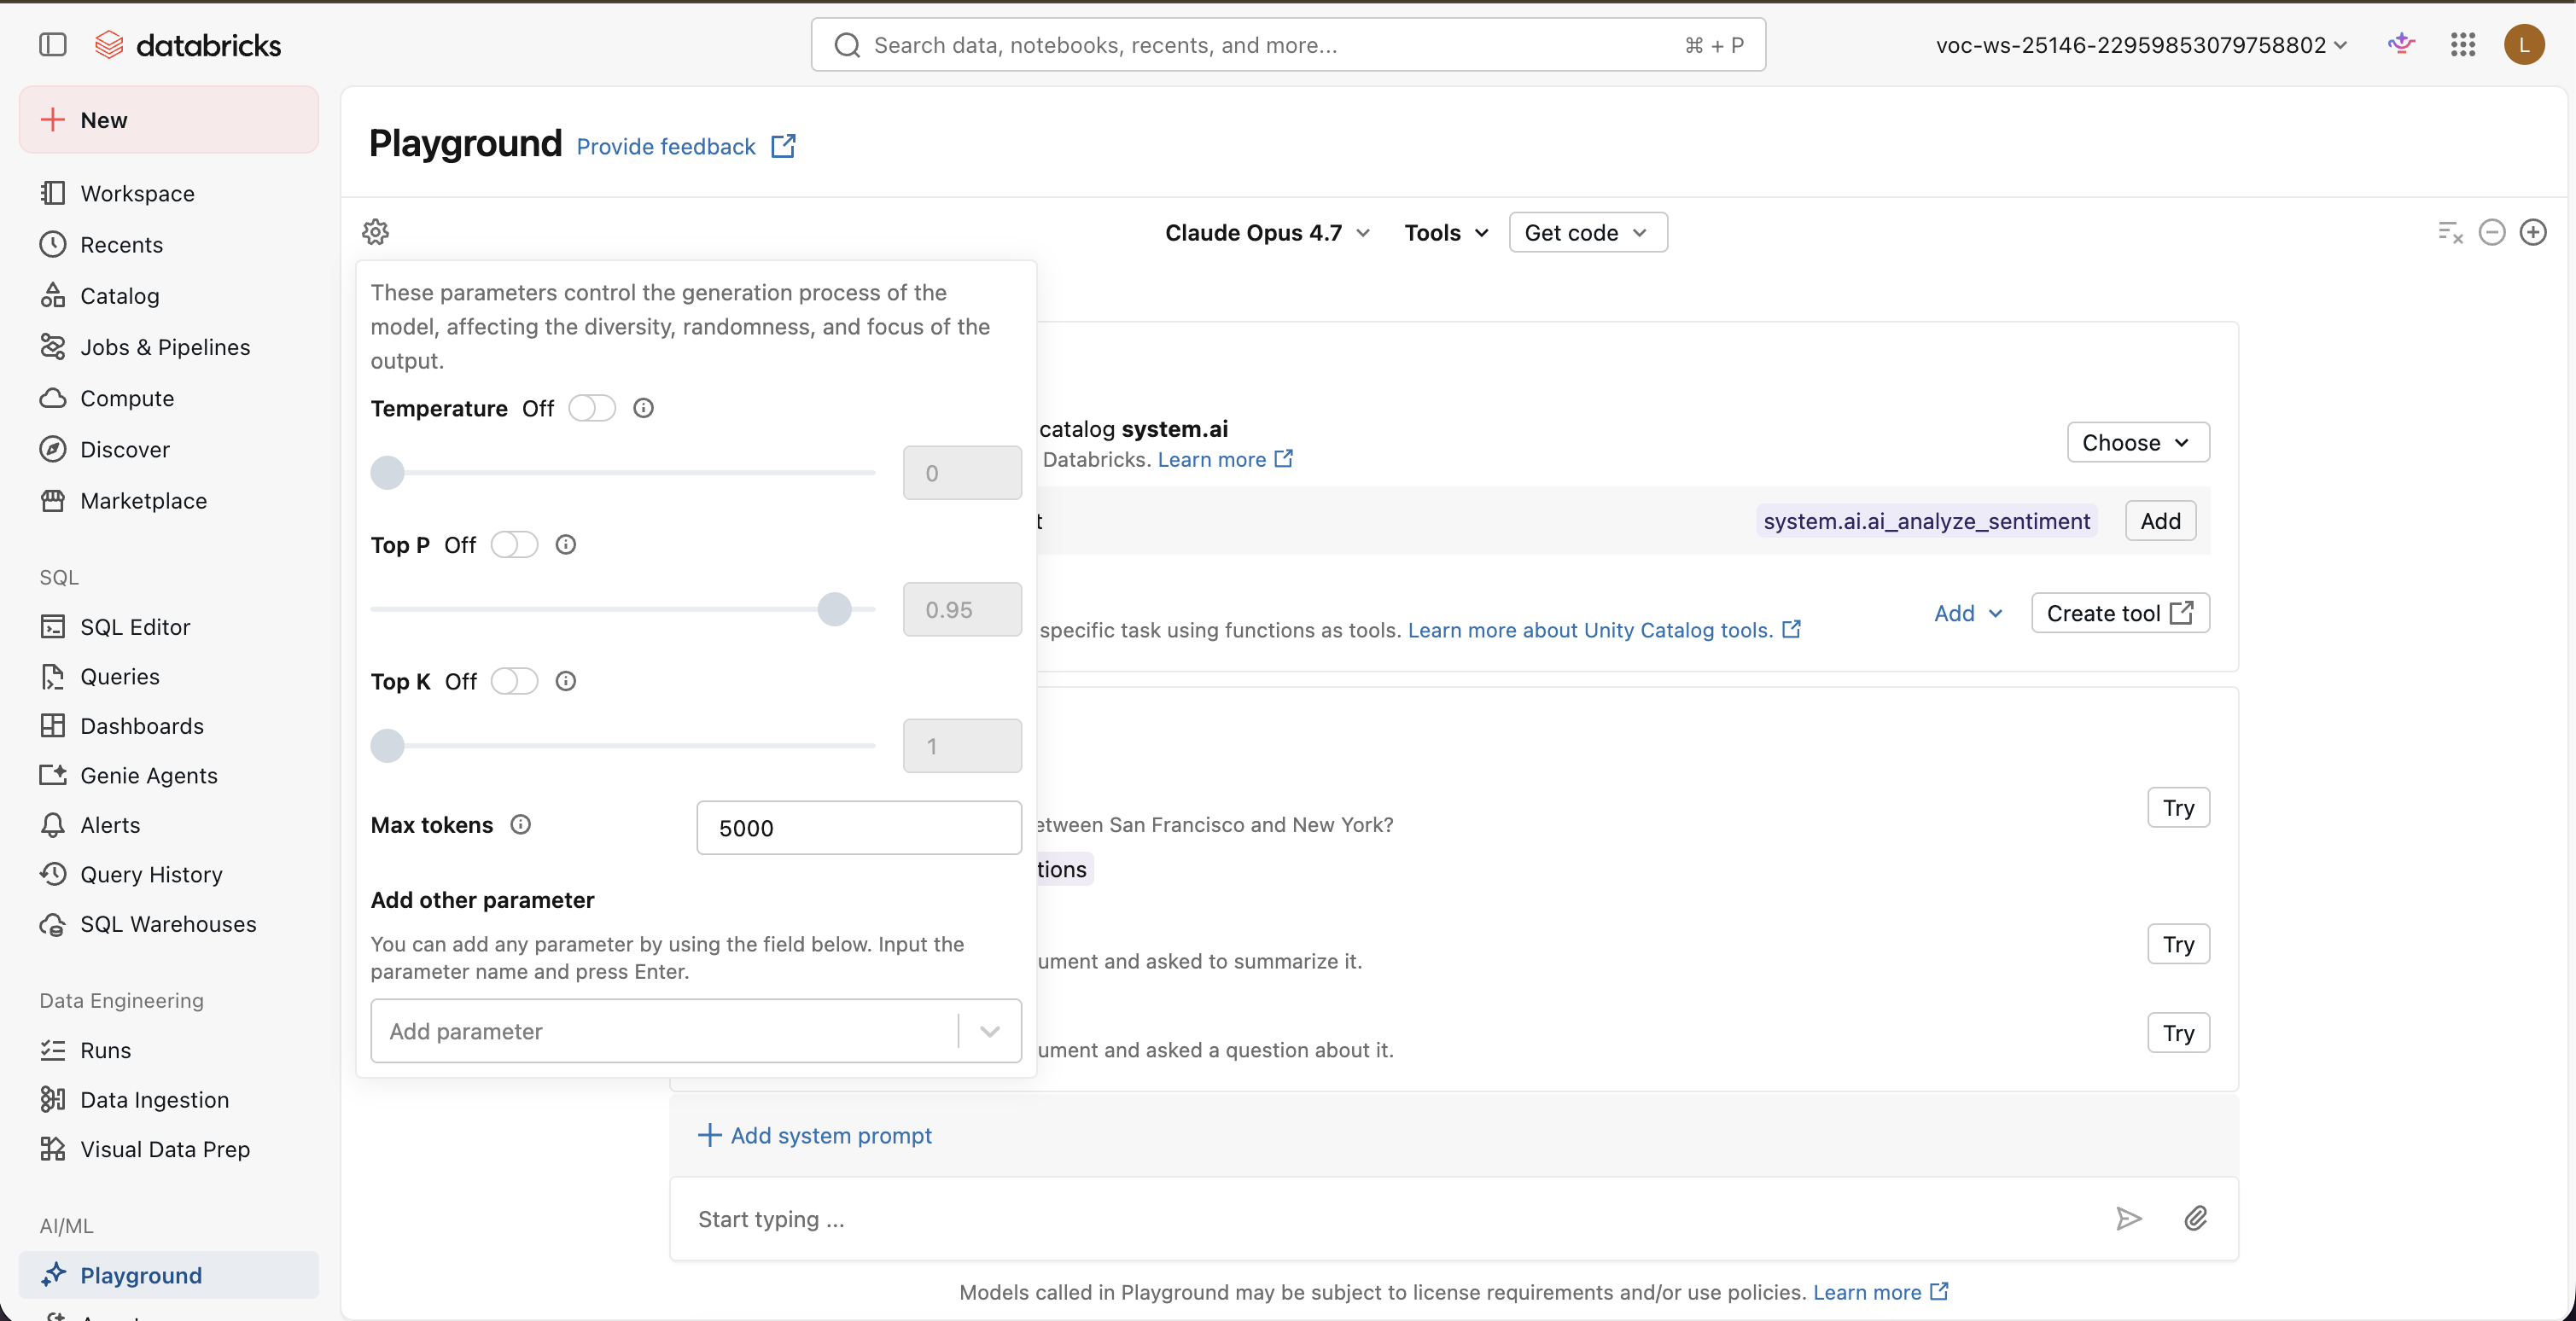 databricks
Search data, notebooks, recents, and more...
⌘ + P
voc-ws-25146-22959853079758802
L
New
Workspace
Recents
Catalog
Jobs & Pipelines
Compute
Discover
Marketplace
SQL
SQL Editor
Queries
Dashboards
Genie Agents
Alerts
Query History
SQL Warehouses
Data Engineering
Runs
Data Ingestion
Visual Data Prep
AI/ML
Playground
Playground
Provide feedback
Claude Opus 4.7
Tools
Get code
These parameters control the generation process of the
model, affecting the diversity, randomness, and focus of the
output.
Temperature Off
0
Top P Off
0.95
Top K Off
1
Max tokens
5000
Add other parameter
You can add any parameter by using the field below. Input the
parameter name and press Enter.
Add parameter
catalog system.ai
Databricks. Learn more
Choose
t
system.ai.ai_analyze_sentiment
Add
specific task using functions as tools. Learn more about Unity Catalog tools.
Add
Create tool
etween San Francisco and New York?
Try
tions
ument and asked to summarize it.
Try
ument and asked a question about it.
Try
Add system prompt
Start typing ...
Models called in Playground may be subject to license requirements and/or use policies. Learn more